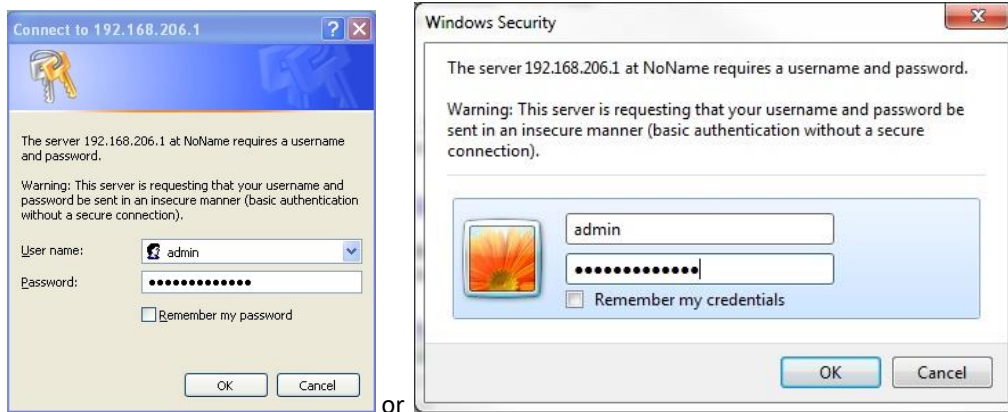 Connect to 192.168.206.1
The server 192.168.206.1 at NoName requires a username
and password.
Warning: This server is requesting that your username and
password be sent in an insecure manner (basic authentication
without a secure connection).
User name:
admin
Password:
●●●●●●●●●●●●●
Remember my password
OK
Cancel
or
Windows Security
The server 192.168.206.1 at NoName requires a username and password.
Warning: This server is requesting that your username and password be
sent in an insecure manner (basic authentication without a secure
connection).
admin
●●●●●●●●●●●●●
Remember my credentials
OK
Cancel